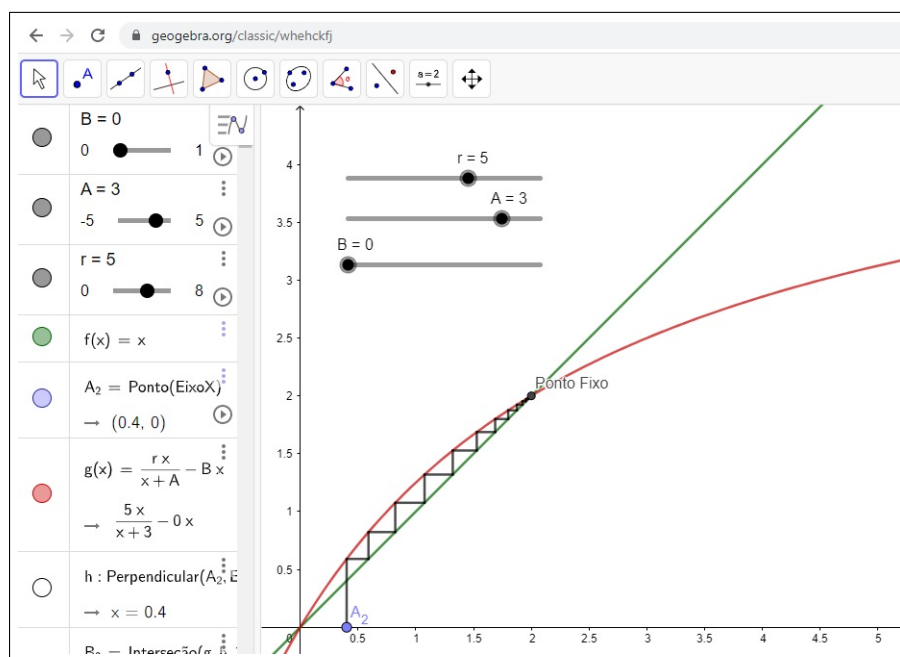 geogebra.org/classic/whehckfj
A
a=2
B = 0
0 1
A = 3
-5 5
r = 5
0 8
f(x) = x
A₂ = Ponto(EixoX)
→ (0.4, 0)
g(x) = r x / x + A − B x
→ 5 x / x + 3 − 0 x
h : Perpendicular(A₂, E
→ x = 0.4
= Interseção(g,
r = 5
A = 3
B = 0
Ponto Fixo
A₂
4
3.5
3
2.5
2
1.5
1
0.5
0 0.5 1 1.5 2 2.5 3 3.5 4 4.5 5